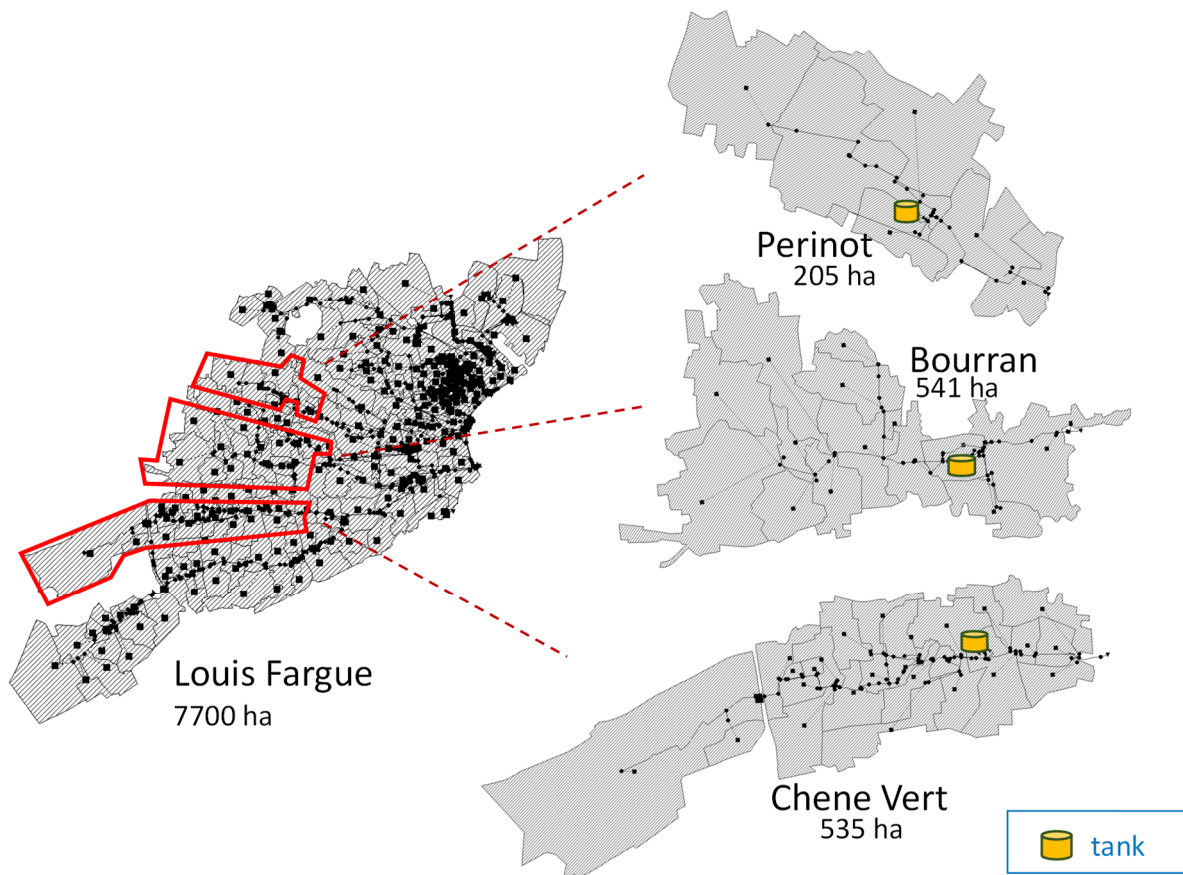 Perinot
205 ha
Bourran
541 ha
Louis Fargue
7700 ha
Chene Vert
535 ha
tank